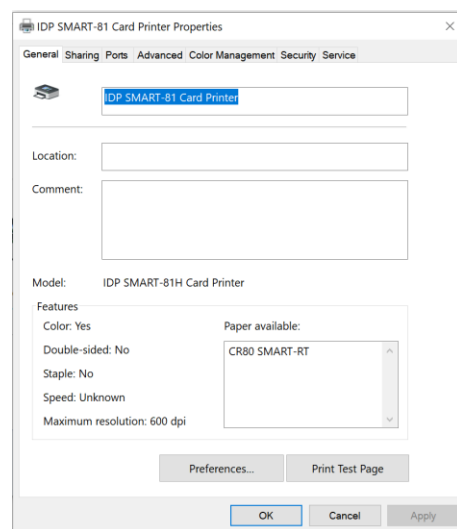 IDP SMART-81 Card Printer Properties
General Sharing Ports Advanced Color Management Security Service
IDP SMART-81 Card Printer
Location:
Comment:
Model: IDP SMART-81H Card Printer
Features
Color: Yes Paper available:
Double-sided: No CR80 SMART-RT
Staple: No
Speed: Unknown
Maximum resolution: 600 dpi
Preferences... Print Test Page
OK Cancel Apply